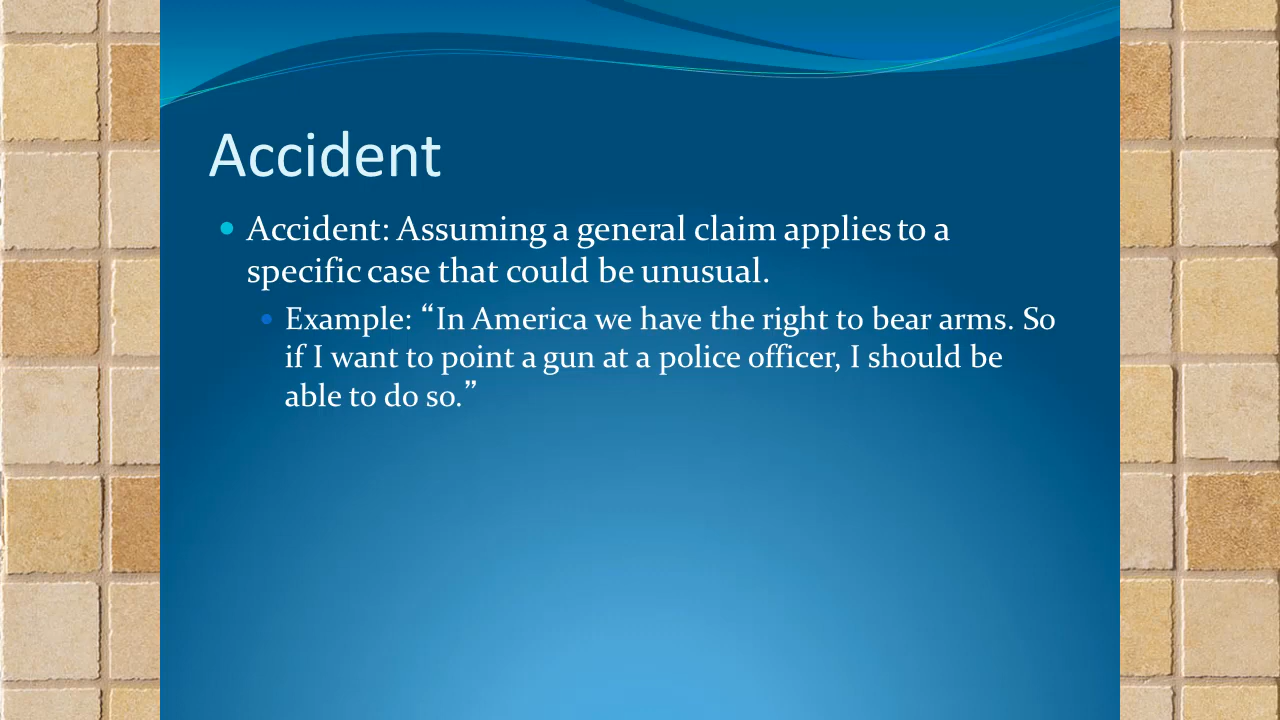 Accident
Accident: Assuming a general claim applies to a
specific case that could be unusual.
Example: “In America we have the right to bear arms. So
if I want to point a gun at a police officer, I should be
able to do so.”